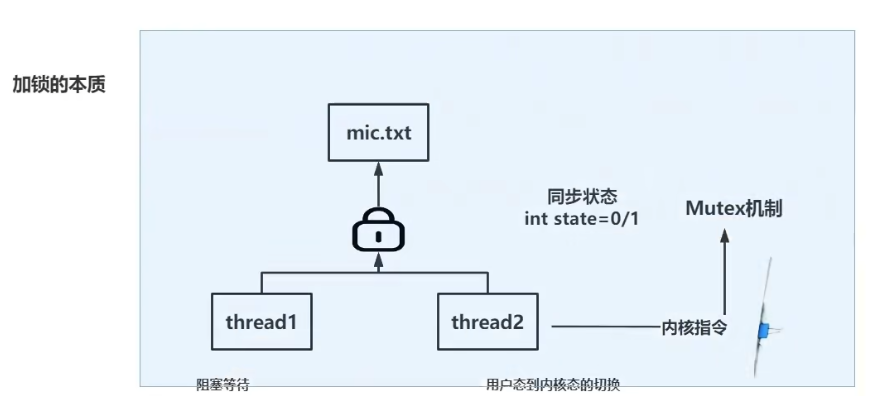 加锁的本质
mic.txt
同步状态
int state=0/1
Mutex机制
thread1
thread2
内核指令
阻塞等待
用户态到内核态的切换